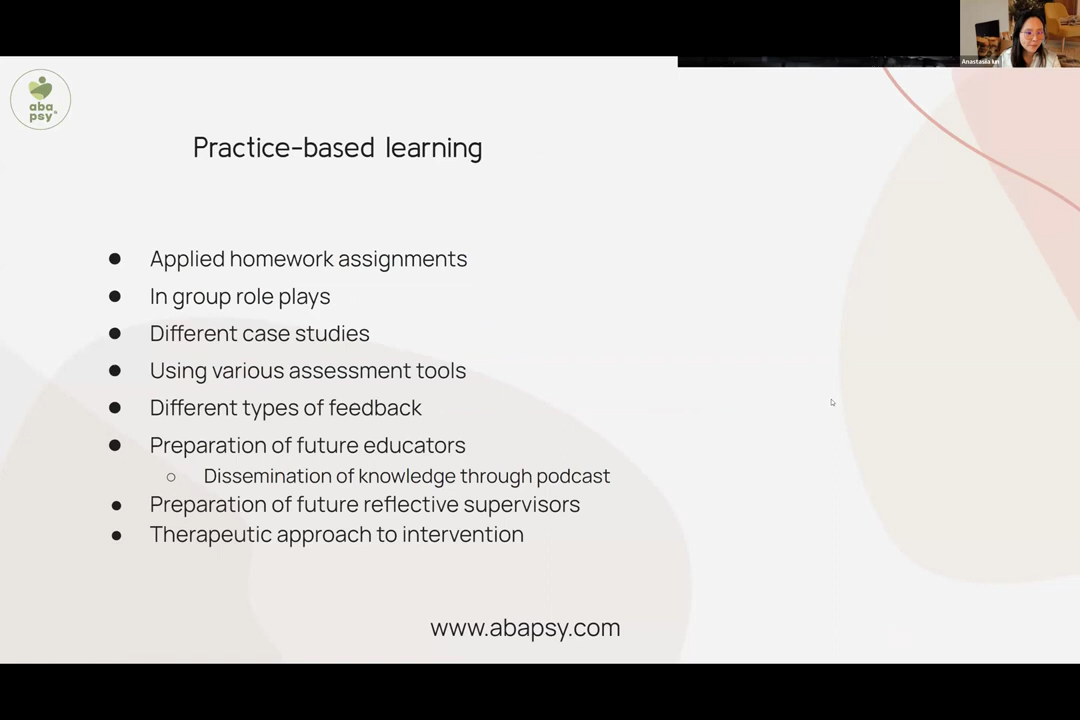 Anastasiia
aba
psy
Practice-based learning
● Applied homework assignments
● In group role plays
● Different case studies
● Using various assessment tools
● Different types of feedback
● Preparation of future educators
○ Dissemination of knowledge through podcast
● Preparation of future reflective supervisors
● Therapeutic approach to intervention
www.abapsy.com